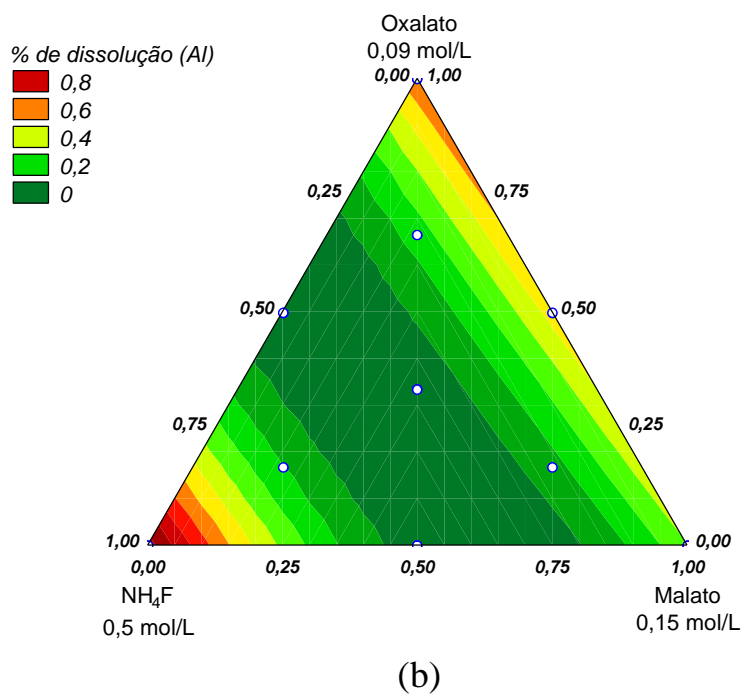 Oxalato
0,09 mol/L
% de dissolução (Al)
0,8
0,6
0,4
0,2
0
0,00 1,00
0,25 0,75
0,50 0,50
0,75 0,25
1,00 0,00
0,00 0,25 0,50 0,75 1,00
NH₄F Malato
0,5 mol/L 0,15 mol/L
(b)